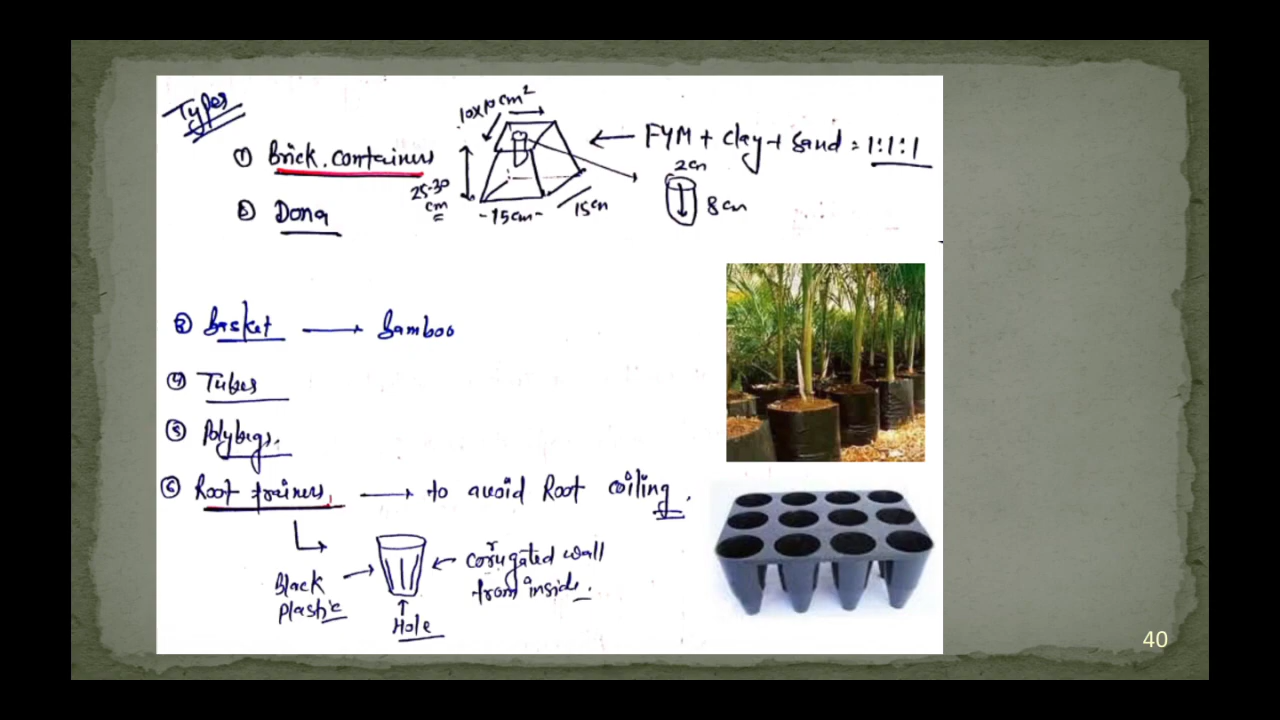 Types
① Brick containers
10x10 cm²
25-30 cm
15cm
15cm
FYM + clay + sand = 1:1:1
2cm
8cm
② Dona
③ Basket → Bamboo
④ Tubes
⑤ Polybags.
⑥ Root trainers → to avoid Root coiling.
Black plastic
Hole
corrugated wall
from inside.
40